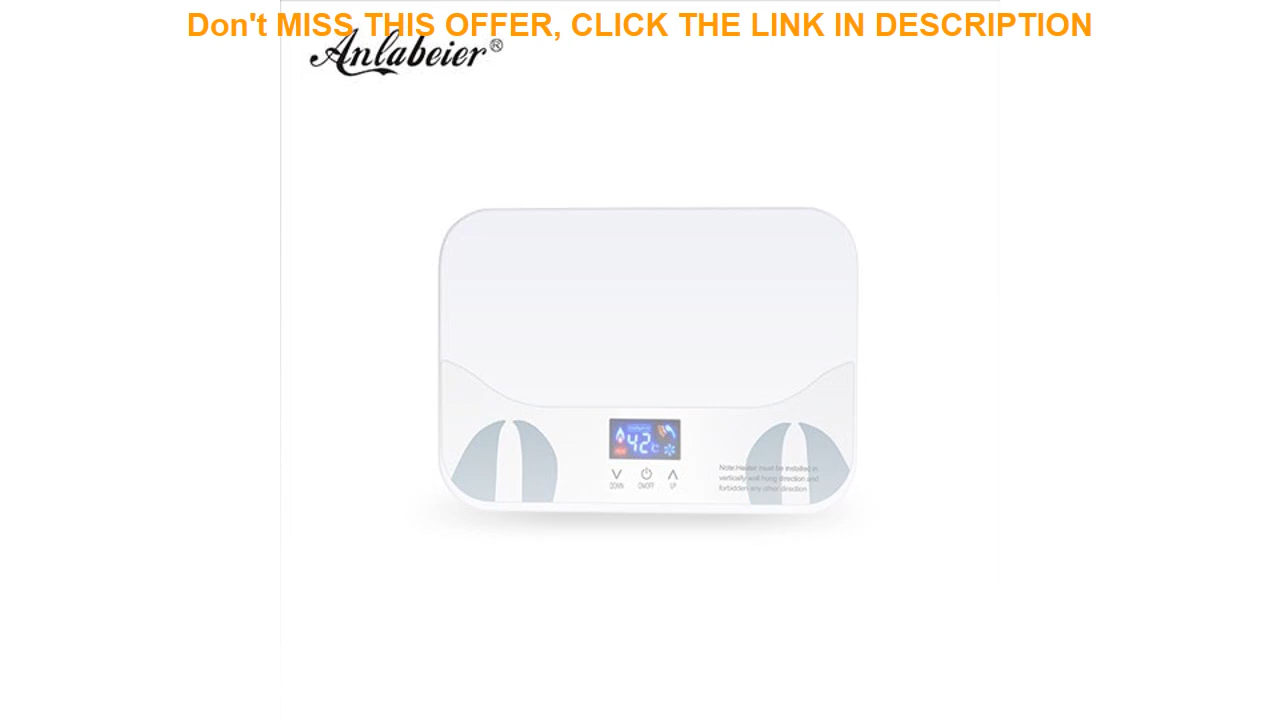 Don't MISS THIS OFFER, CLICK THE LINK IN DESCRIPTION
Anlabeier®
42°C
DOWN ON/OFF UP
Note:Heater must be installed in
vertically wall hung direction and
forbidden any other direction